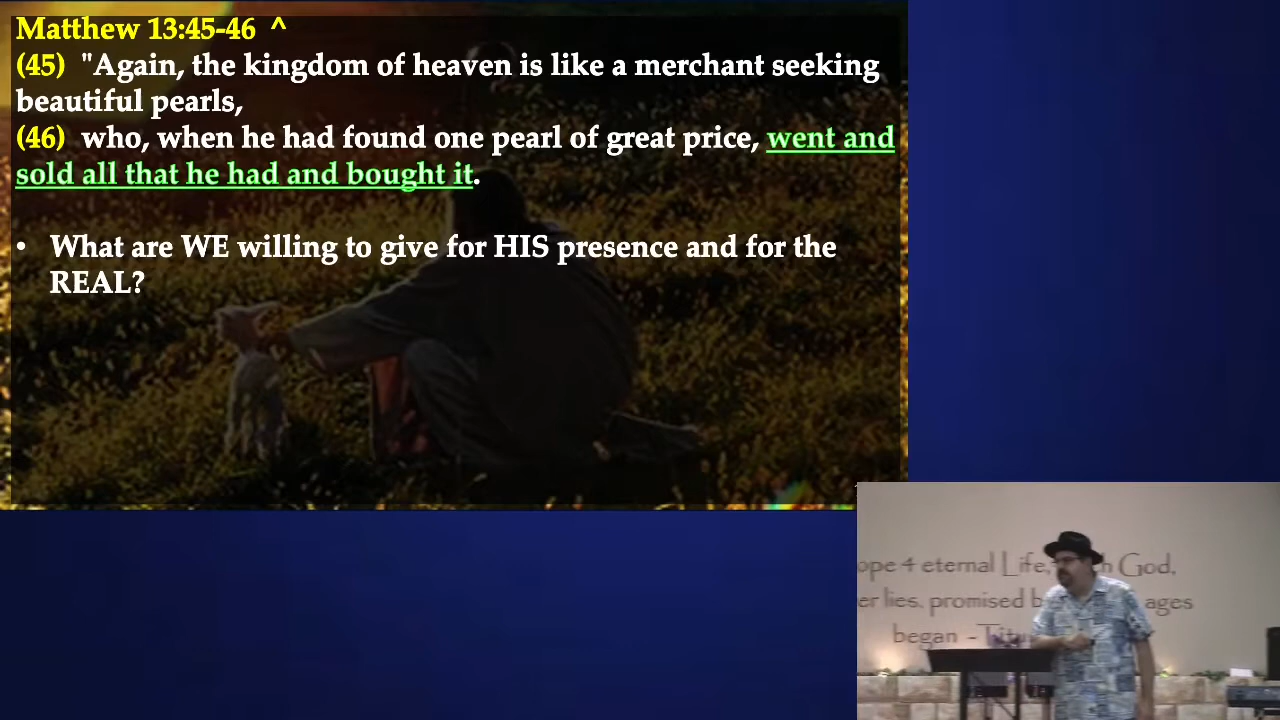 Matthew 13:45-46 ^
(45) "Again, the kingdom of heaven is like a merchant seeking
beautiful pearls,
(46) who, when he had found one pearl of great price, went and
sold all that he had and bought it.
• What are WE willing to give for HIS presence and for the
REAL?
4 eternal Life, God,
lies, promised ages
began -